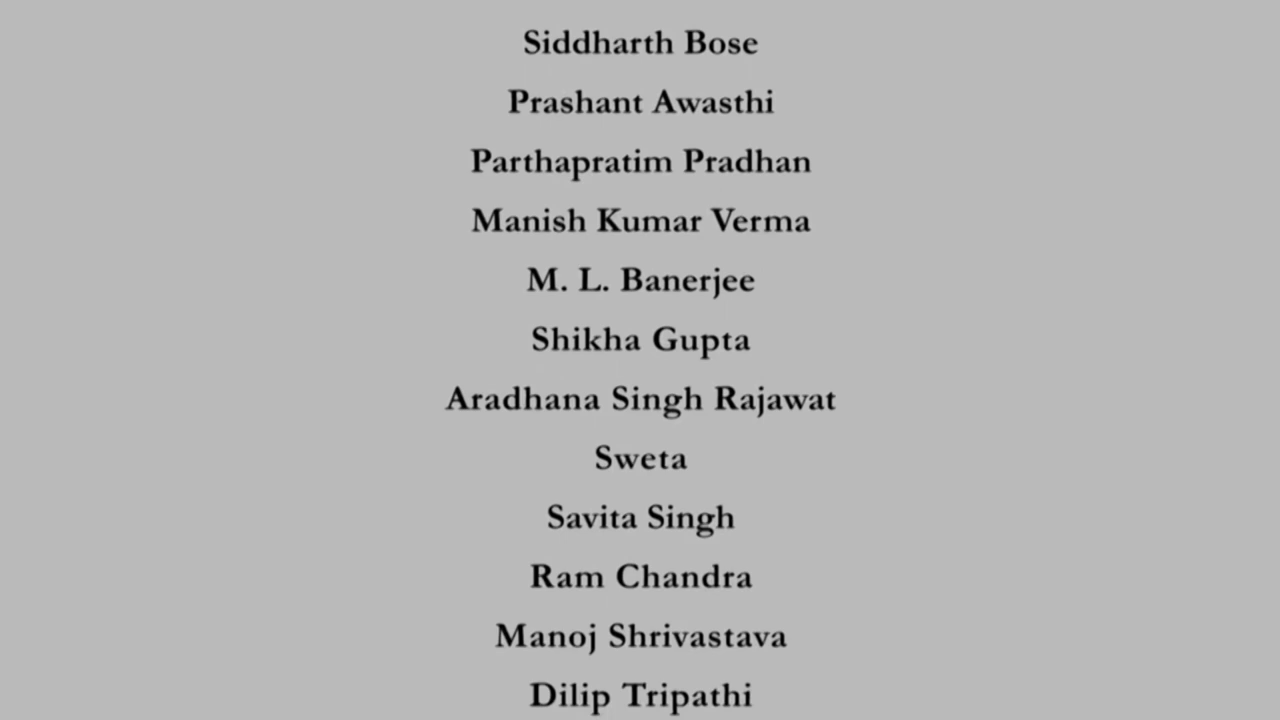 Siddharth Bose
Prashant Awasthi
Parthapratim Pradhan
Manish Kumar Verma
M. L. Banerjee
Shikha Gupta
Aradhana Singh Rajawat
Sweta
Savita Singh
Ram Chandra
Manoj Shrivastava
Dilip Tripathi